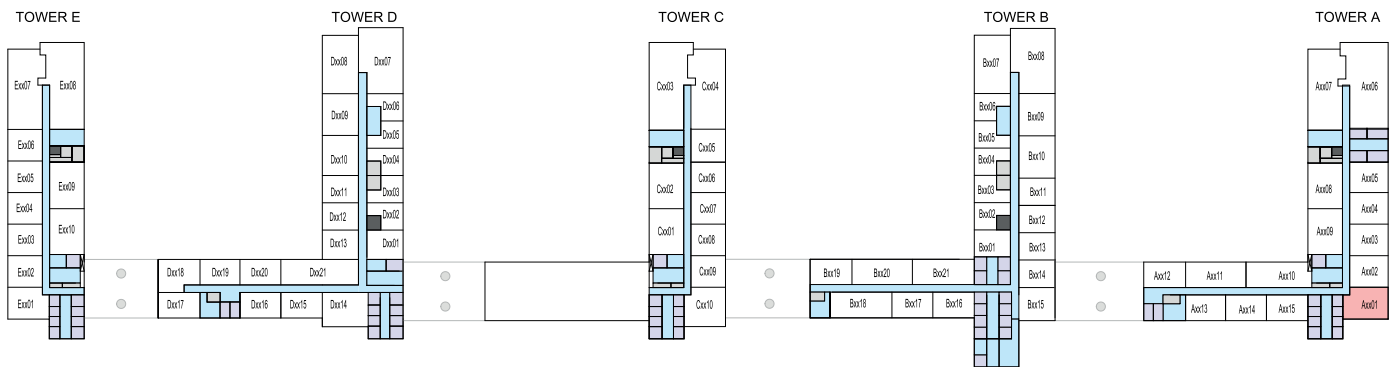 TOWER E TOWER D TOWER C TOWER B TOWER A
Exx07 Exx08
Exx06
Exx05 Exx09
Exx04
Exx03 Exx10
Exx02
Exx01
Dxx08 Dxx07
Dxx09 Dxx06
Dxx05
Dxx10 Dxx04
Dxx11 Dxx03
Dxx12 Dxx02
Dxx13 Dxx01
Dxx18 Dxx19 Dxx20 Dxx21
Dxx17 Dxx16 Dxx15 Dxx14
Cxx03 Cxx04
Cxx05
Cxx02 Cxx06
Cxx07
Cxx01 Cxx08
Cxx09
Cxx10
Bxx07 Bxx08
Bxx06 Bxx09
Bxx05
Bxx04 Bxx10
Bxx03 Bxx11
Bxx02 Bxx12
Bxx01 Bxx13
Bxx19 Bxx20 Bxx21 Bxx14
Bxx18 Bxx17 Bxx16 Bxx15
Axx07 Axx06
Axx08 Axx05
Axx04
Axx09 Axx03
Axx12 Axx11 Axx10 Axx02
Axx13 Axx14 Axx15 Axx01